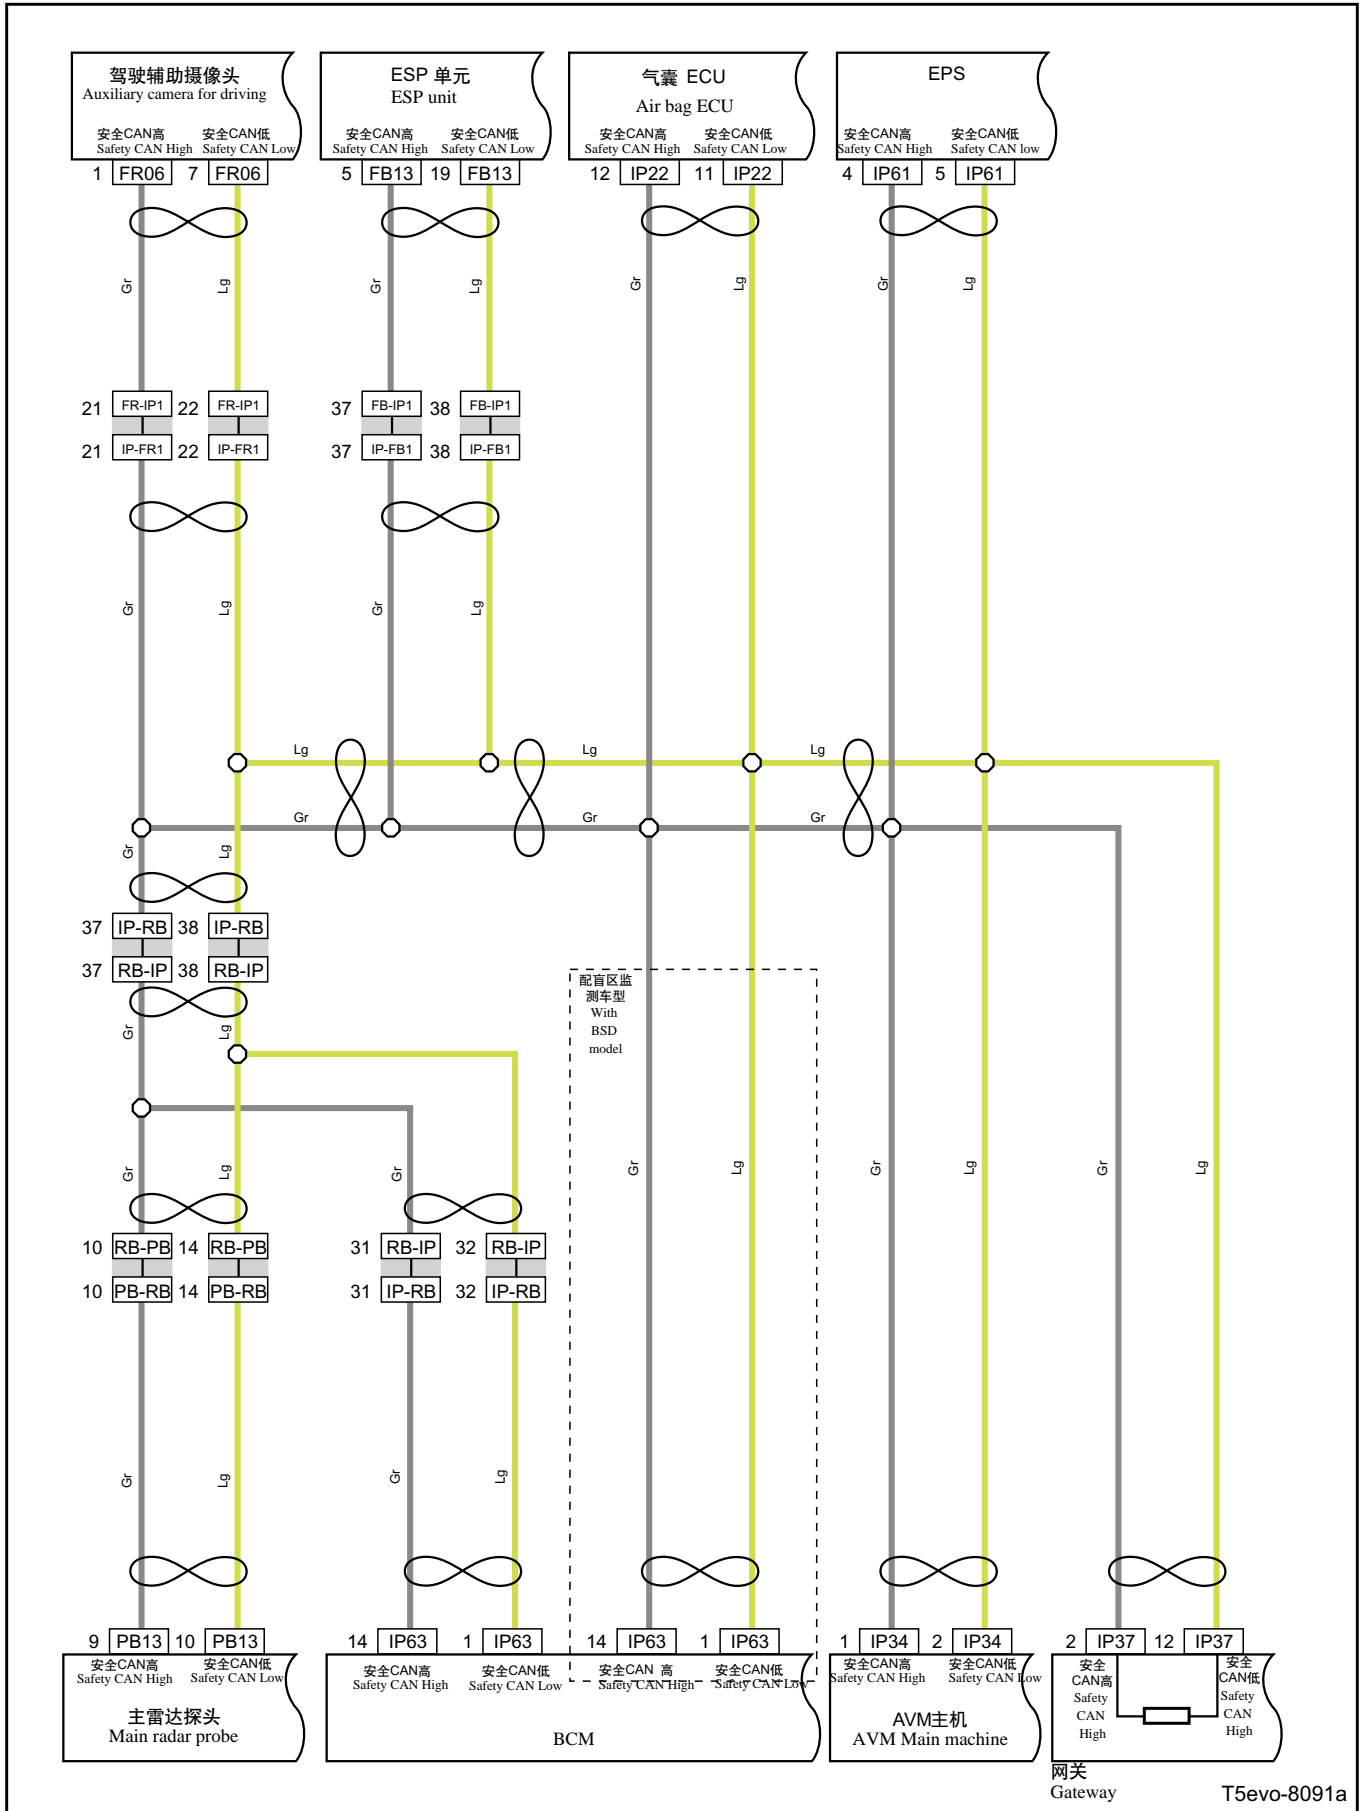 驾驶辅助摄像头
Auxiliary camera for driving
安全CAN高 安全CAN低
Safety CAN High Safety CAN Low
1 FR06 7 FR06
ESP 单元
ESP unit
安全CAN高 安全CAN低
Safety CAN High Safety CAN Low
5 FB13 19 FB13
气囊 ECU
Air bag ECU
安全CAN高 安全CAN低
Safety CAN High Safety CAN Low
12 IP22 11 IP22
EPS
安全CAN高 安全CAN低
Safety CAN High Safety CAN low
4 IP61 5 IP61
Gr Lg Gr Lg Gr Lg Gr Lg
21 FR-IP1 22 FR-IP1 37 FB-IP1 38 FB-IP1
21 IP-FR1 22 IP-FR1 37 IP-FB1 38 IP-FB1
Gr Lg Gr Lg
Lg Lg Lg
Gr Gr Gr
Gr Lg
37 IP-RB 38 IP-RB
37 RB-IP 38 RB-IP
Gr Lg
配盲区监
测车型
With
BSD
model
Gr Lg Gr Lg Gr Lg Gr Lg Gr Lg
10 RB-PB 14 RB-PB 31 RB-IP 32 RB-IP
10 PB-RB 14 PB-RB 31 IP-RB 32 IP-RB
Gr Lg Gr Lg
9 PB13 10 PB13
安全CAN高 安全CAN低
Safety CAN High Safety CAN Low
主雷达探头
Main radar probe
14 IP63 1 IP63 14 IP63 1 IP63
安全CAN高 安全CAN低 安全CAN 高 安全CAN低
Safety CAN High Safety CAN Low Safety CAN High Safety CAN Low
BCM
1 IP34 2 IP34
安全CAN高 安全CAN低
Safety CAN High Safety CAN Low
AVM主机
AVM Main machine
2 IP37 12 IP37
安全 安全
CAN高 CAN低
Safety Safety
CAN CAN
High High
网关
Gateway
T5evo-8091a